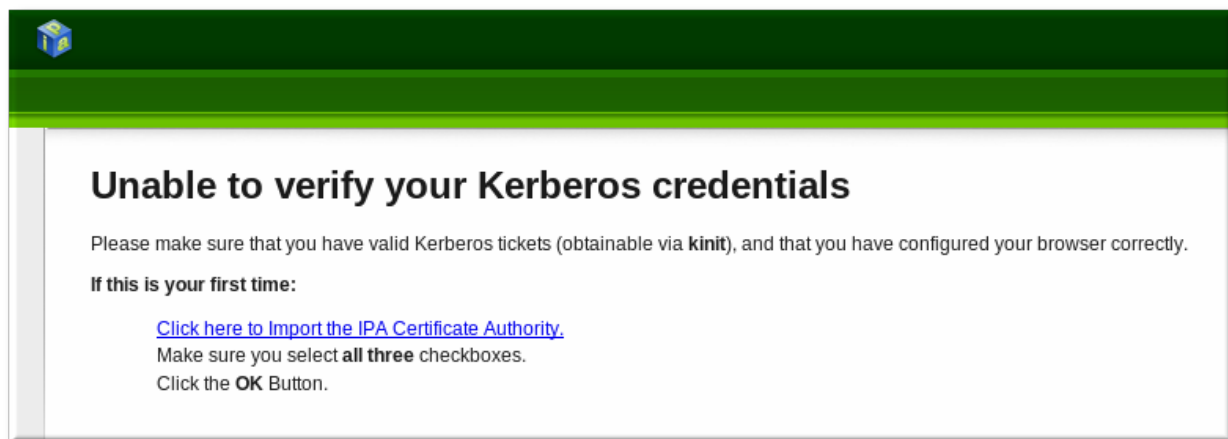 ipa
Unable to verify your Kerberos credentials
Please make sure that you have valid Kerberos tickets (obtainable via kinit), and that you have configured your browser correctly.
If this is your first time:
Click here to Import the IPA Certificate Authority.
Make sure you select all three checkboxes.
Click the OK Button.